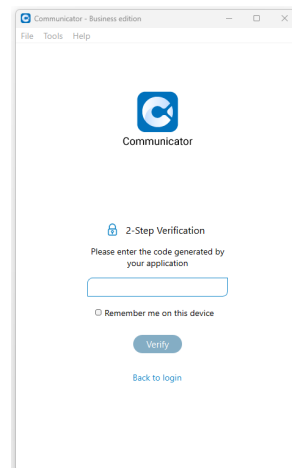 Communicator - Business edition
File Tools Help
Communicator
2-Step Verification
Please enter the code generated by
your application
Remember me on this device
Verify
Back to login